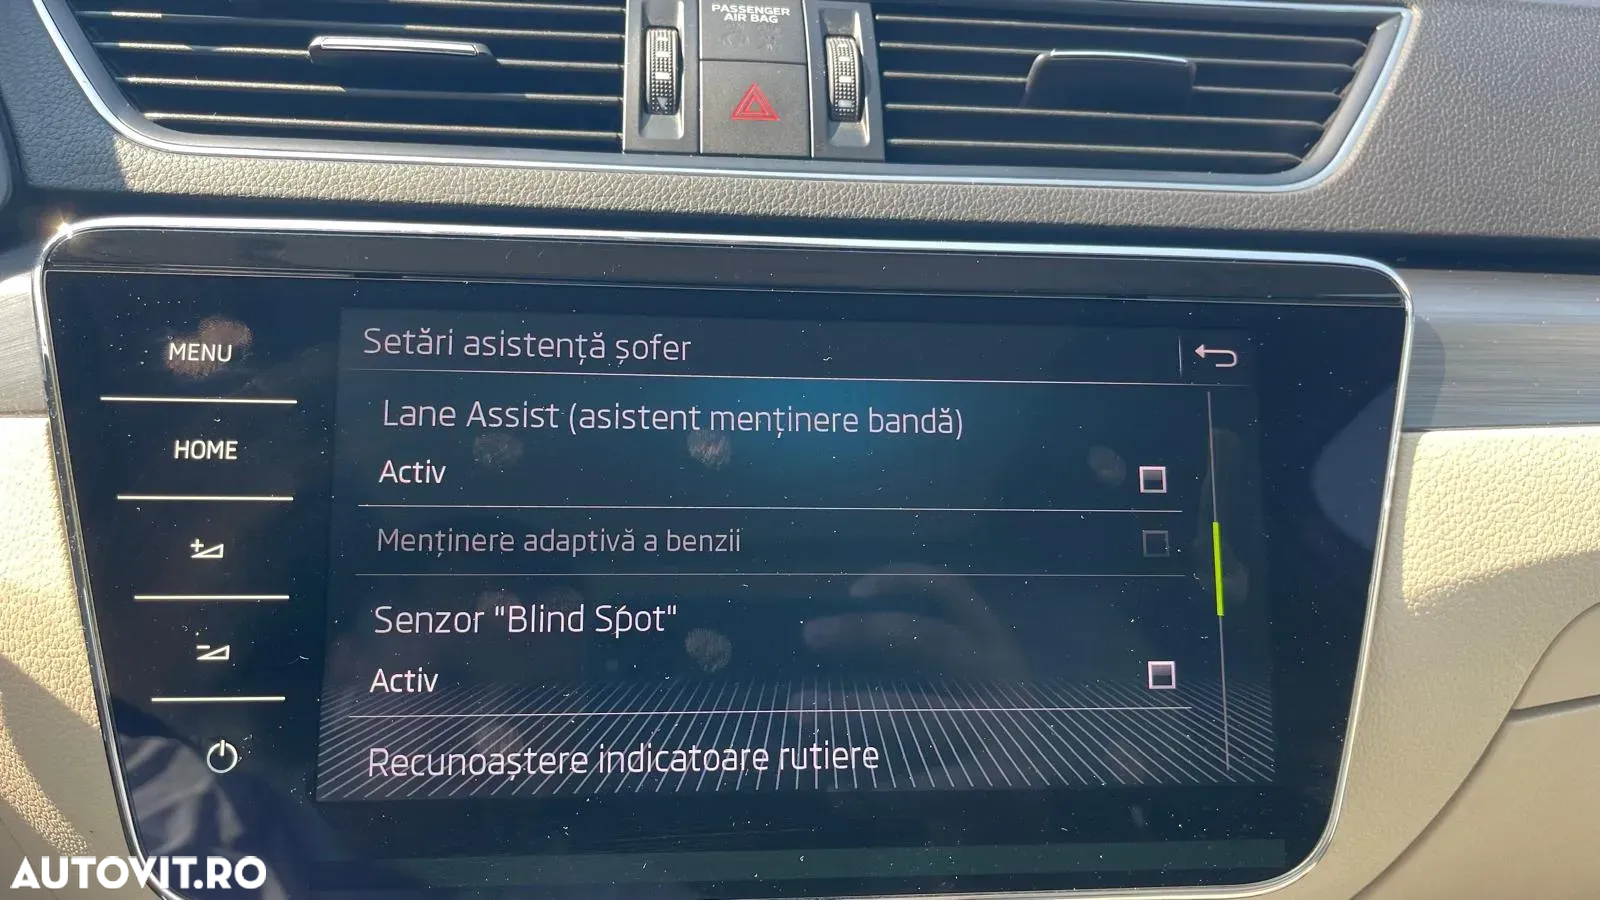 PASSENGER
AIR BAG
MENU
HOME
Setări asistență șofer
Lane Assist (asistent menținere bandă)
Activ
Menținere adaptivă a benzii
Senzor "Blind Spot"
Activ
Recunoaștere indicatoare rutiere
AUTOVIT.RO